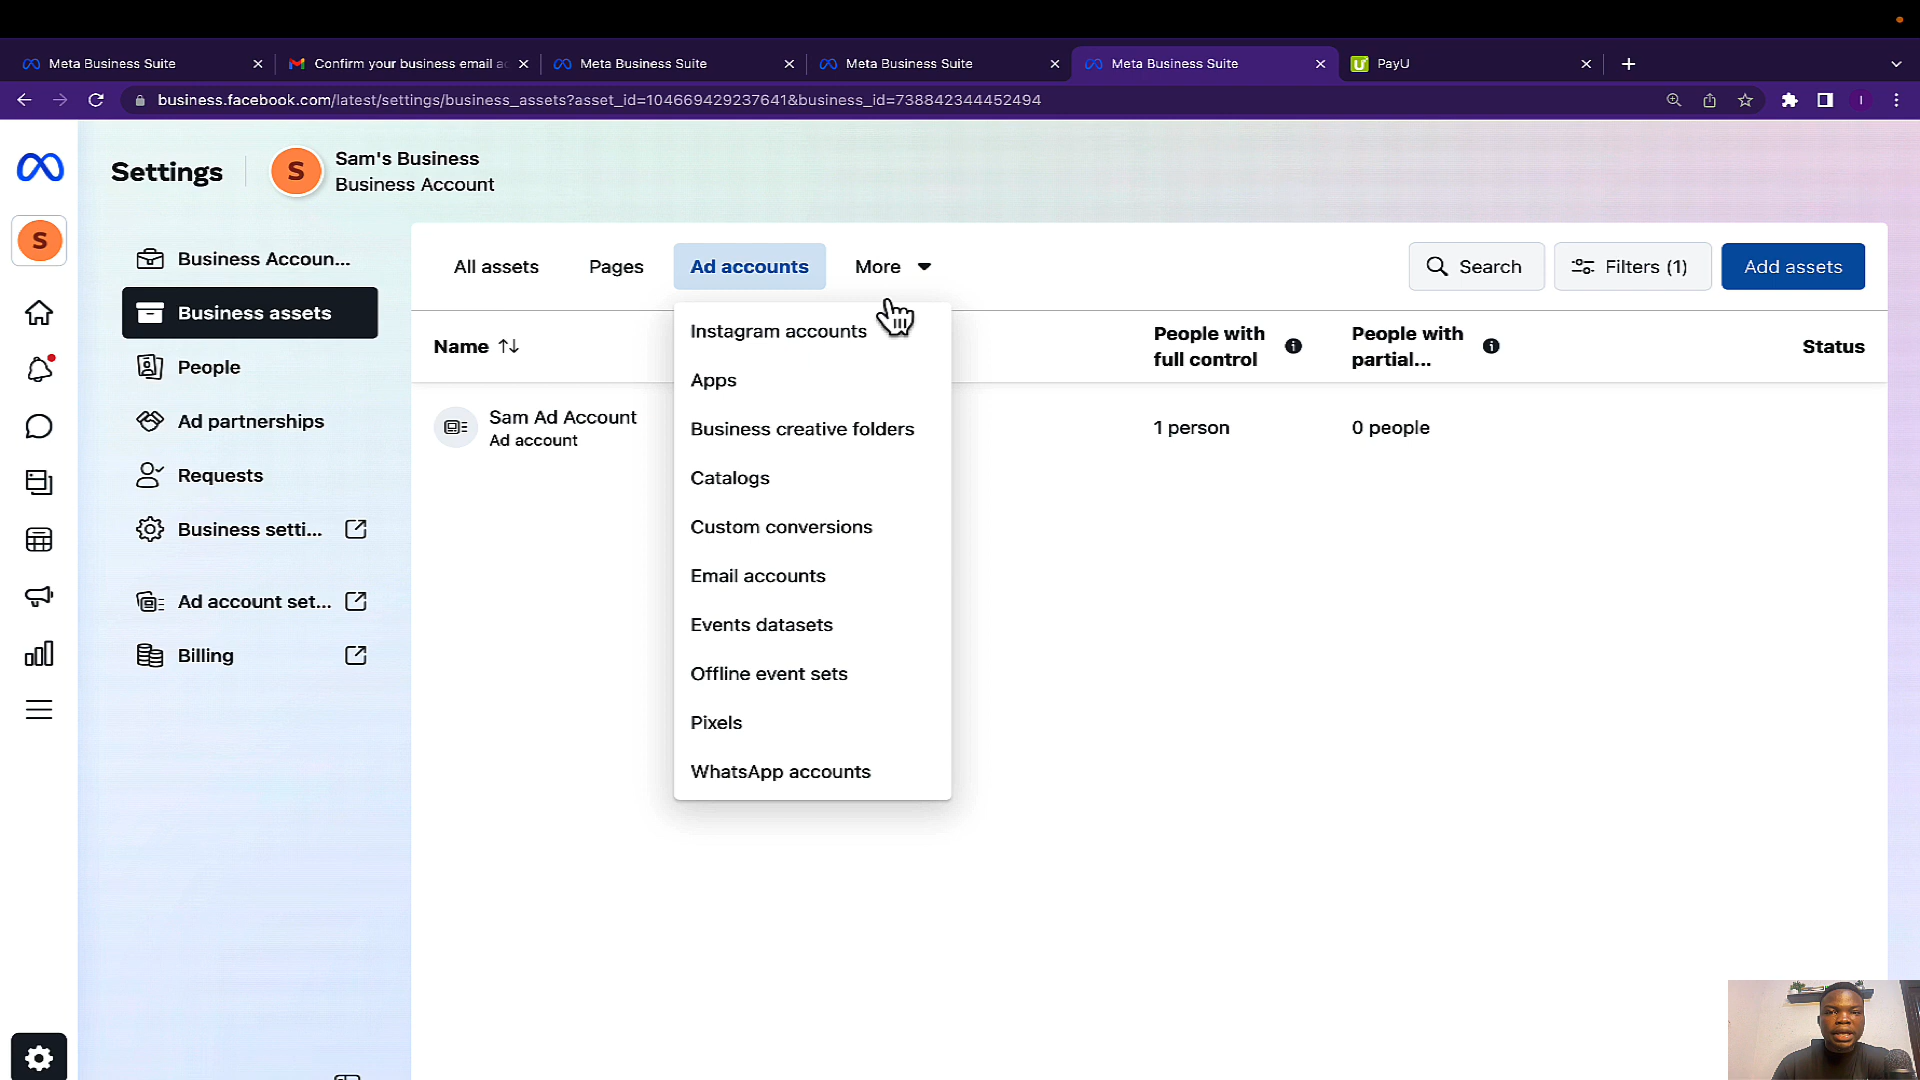 Meta Business Suite
Confirm your business email a
Meta Business Suite
Meta Business Suite
Meta Business Suite
PayU
business.facebook.com/latest/settings/business_assets?asset_id=104669429237641&business_id=738842344452494
I
Settings
S
Sam's Business
Business Account
S
Business Accoun...
Business assets
People
Ad partnerships
Requests
Business setti...
Ad account set...
Billing
All assets
Pages
Ad accounts
More
Search
Filters (1)
Add assets
Name
People with
full control
People with
partial...
Status
Sam Ad Account
Ad account
1 person
0 people
Instagram accounts
Apps
Business creative folders
Catalogs
Custom conversions
Email accounts
Events datasets
Offline event sets
Pixels
WhatsApp accounts